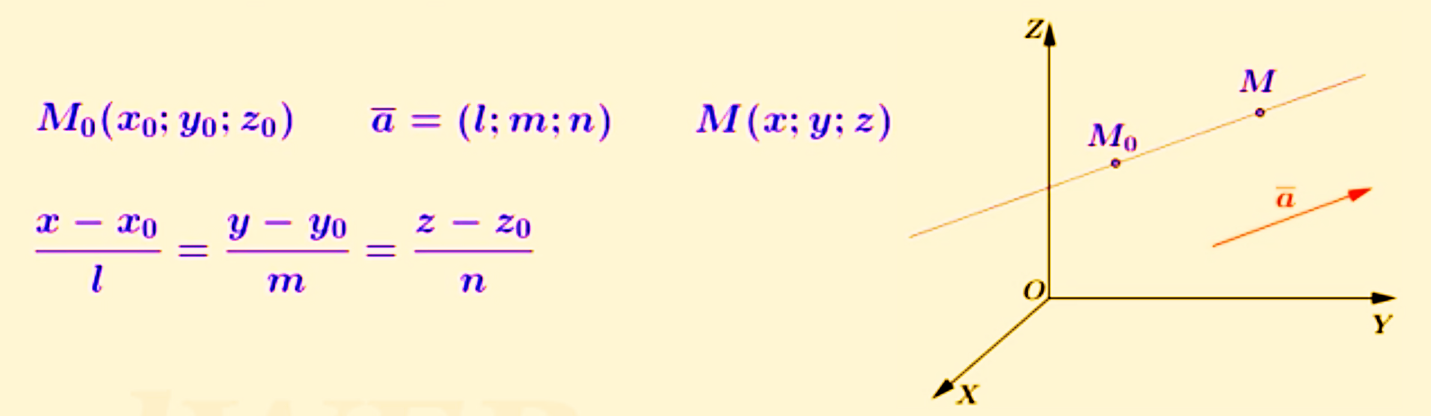 M₀(x₀; y₀; z₀)   a̅ = (l; m; n)   M(x; y; z)
(x − x₀)/l = (y − y₀)/m = (z − z₀)/n
Z
M
M₀
a̅
O
Y
X